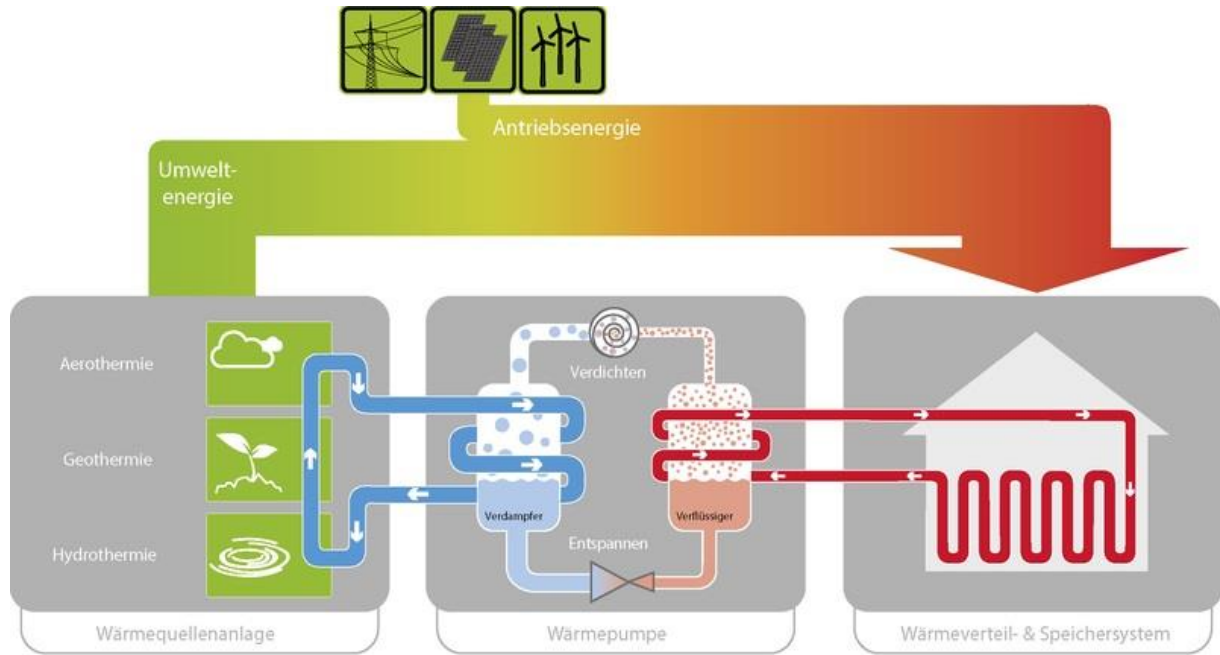 Antriebsenergie
Umwelt-
energie
Aerothermie
Geothermie
Hydrothermie
Verdichten
Verdampfer
Verflüssiger
Entspannen
Wärmequellenanlage
Wärmepumpe
Wärmeverteil- & Speichersystem